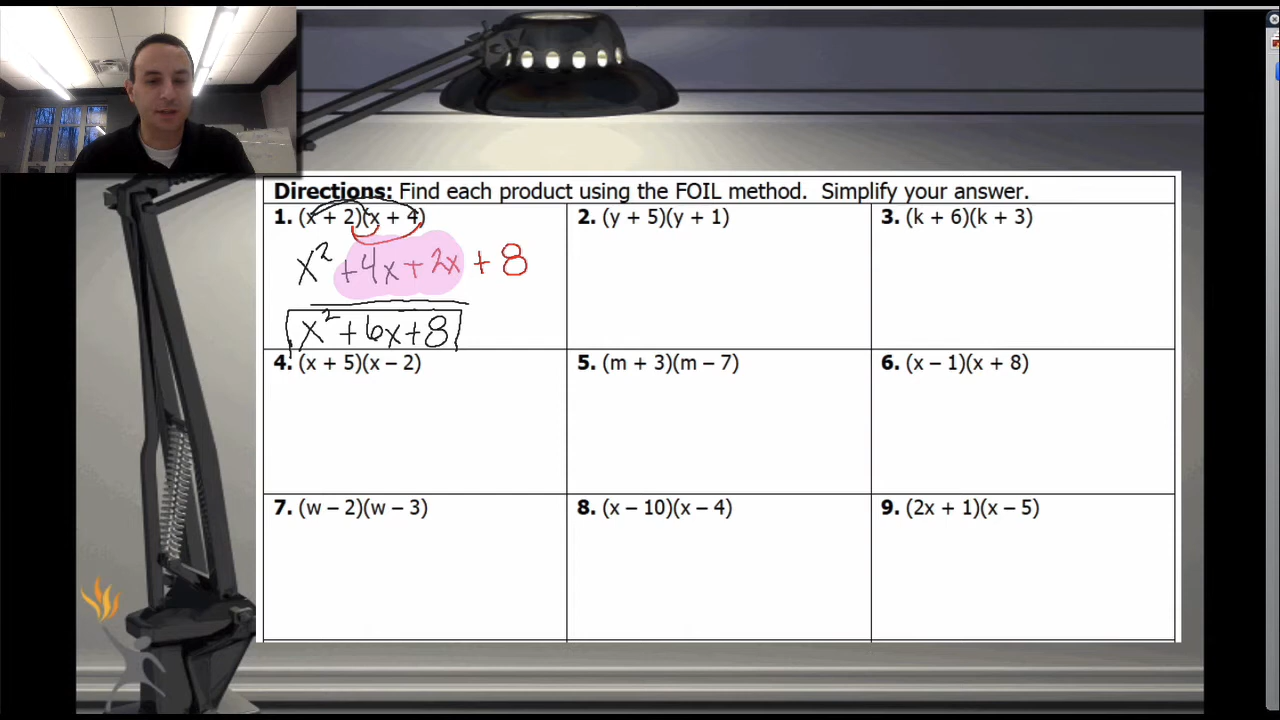 Directions: Find each product using the FOIL method. Simplify your answer.
1. (x + 2)(x + 4)
x² + 4x + 2x + 8
x² + 6x + 8
2. (y + 5)(y + 1)
3. (k + 6)(k + 3)
4. (x + 5)(x – 2)
5. (m + 3)(m – 7)
6. (x – 1)(x + 8)
7. (w – 2)(w – 3)
8. (x – 10)(x – 4)
9. (2x + 1)(x – 5)